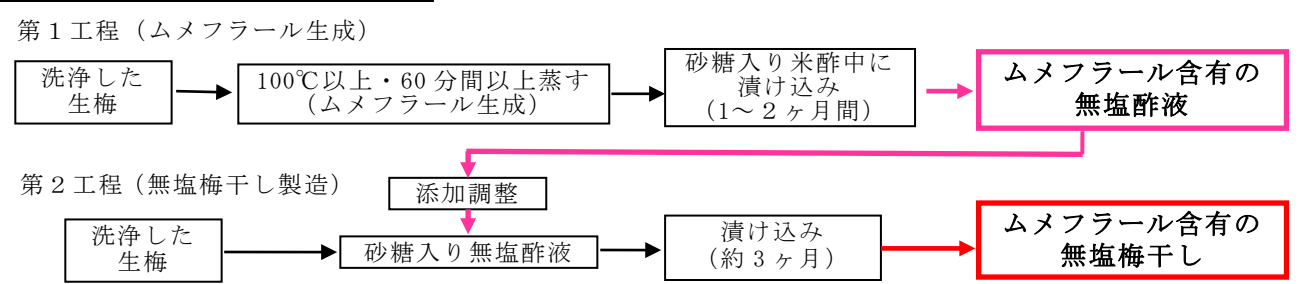 第１工程（ムメフラール生成）
洗浄した
生梅
100℃以上・60 分間以上蒸す
（ムメフラール生成）
砂糖入り米酢中に
漬け込み
(1～２ヶ月間)
ムメフラール含有の
無塩酢液
第２工程（無塩梅干し製造）
添加調整
洗浄した
生梅
砂糖入り無塩酢液
漬け込み
（約３ヶ月）
ムメフラール含有の
無塩梅干し